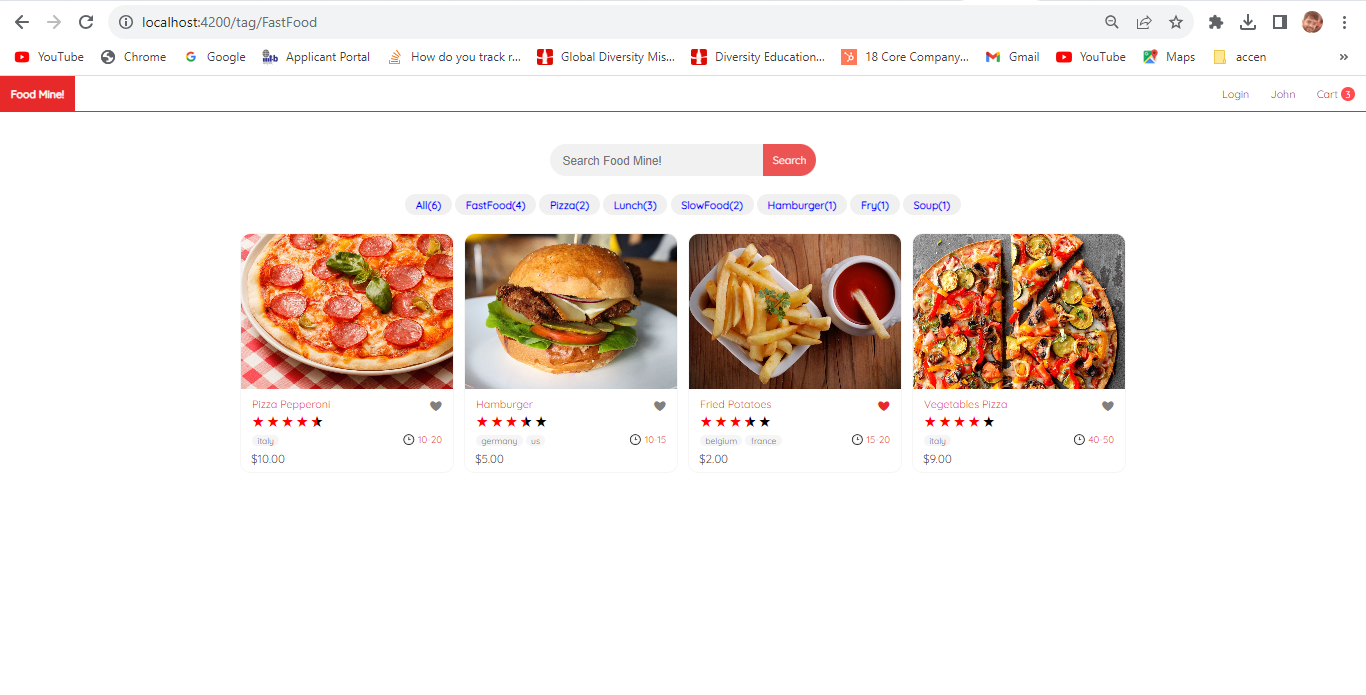 localhost:4200/tag/FastFood
YouTube Chrome Google Applicant Portal How do you track r... Global Diversity Mis... Diversity Education... 18 Core Company... Gmail YouTube Maps accen »
Food Mine! Login John Cart 3
Search Food Mine! Search
All(6) FastFood(4) Pizza(2) Lunch(3) SlowFood(2) Hamburger(1) Fry(1) Soup(1)
Pizza Pepperoni
italy 10-20
$10.00
Hamburger
germany us 10-15
$5.00
Fried Potatoes
belgium france 15-20
$2.00
Vegetables Pizza
italy 40-50
$9.00